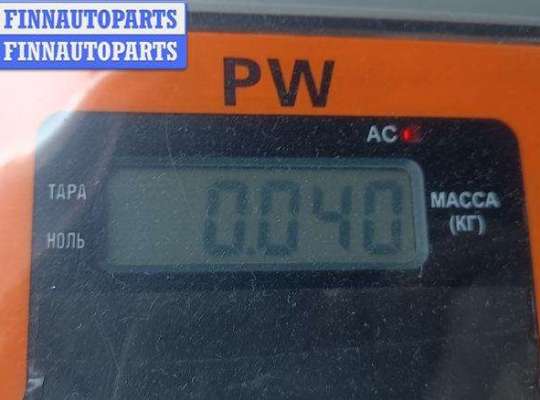 FINNAUTOPARTS
FINNAUTOPARTS
PW
AC
ТАРА
0.040
МАССА
(КГ)
НОЛЬ